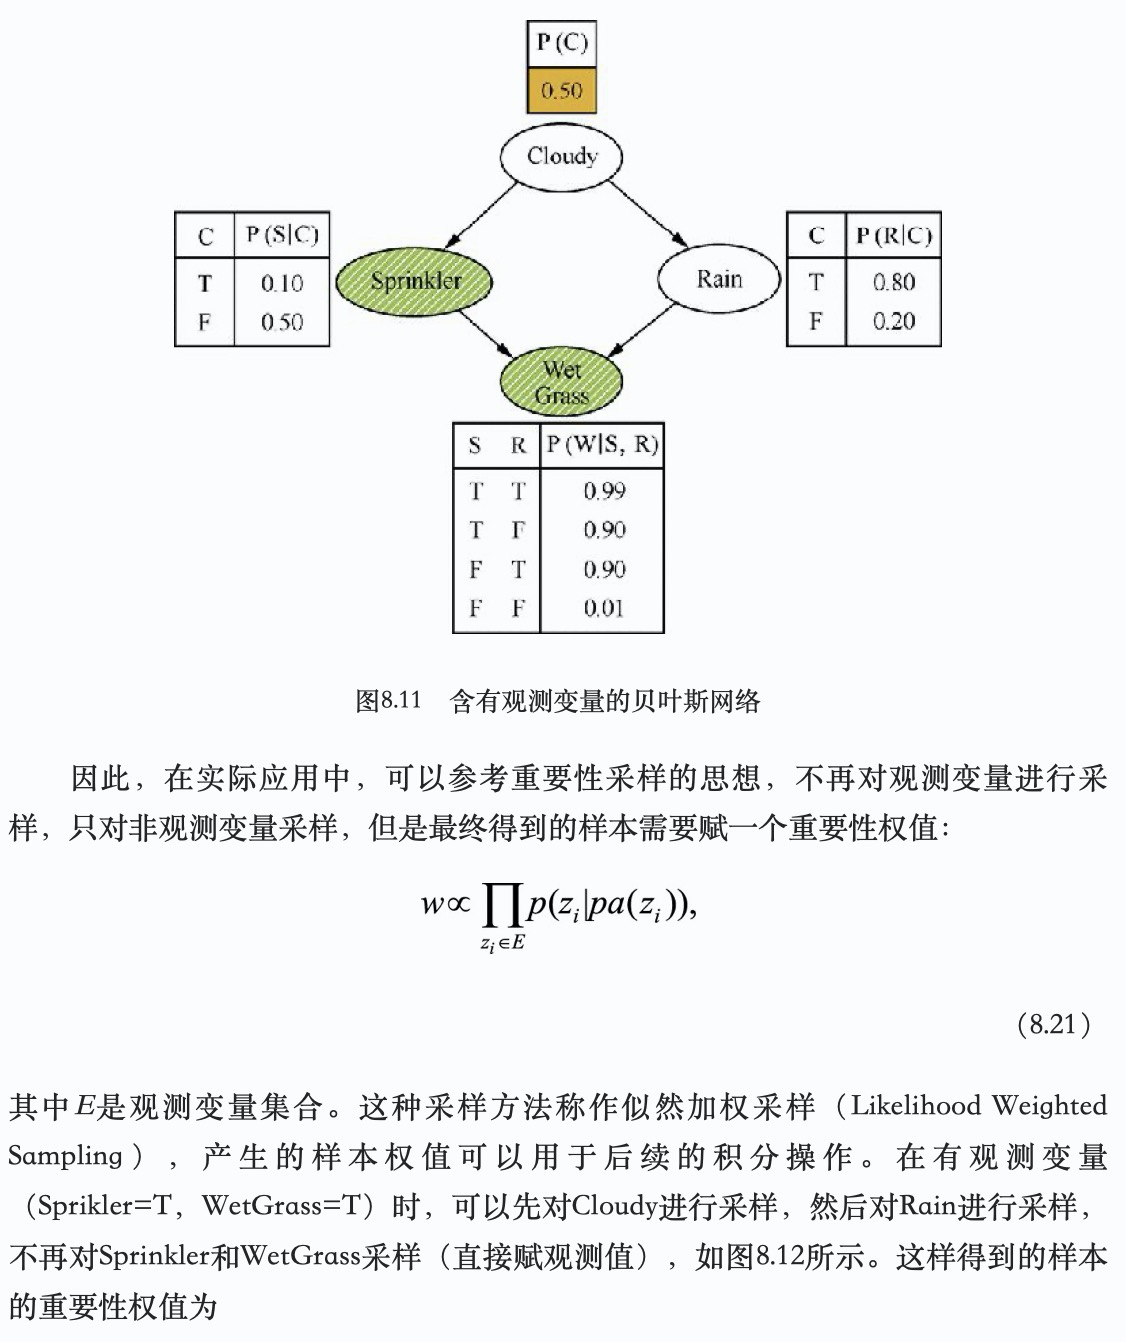 P(C)
0.50
Cloudy
C P(S|C)
T 0.10
F 0.50
Sprinkler
Rain
C P(R|C)
T 0.80
F 0.20
Wet
Grass
S R P(W|S, R)
T T 0.99
T F 0.90
F T 0.90
F F 0.01
图8.11 含有观测变量的贝叶斯网络
因此，在实际应用中，可以参考重要性采样的思想，不再对观测变量进行采
样，只对非观测变量采样，但是最终得到的样本需要赋一个重要性权值：
w∝ ∏_{z_i∈E} p(z_i|pa(z_i)),
（8.21）
其中E是观测变量集合。这种采样方法称作似然加权采样（Likelihood Weighted
Sampling），产生的样本权值可以用于后续的积分操作。在有观测变量
（Sprikler=T，WetGrass=T）时，可以先对Cloudy进行采样，然后对Rain进行采样，
不再对Sprinkler和WetGrass采样（直接赋观测值），如图8.12所示。这样得到的样本
的重要性权值为